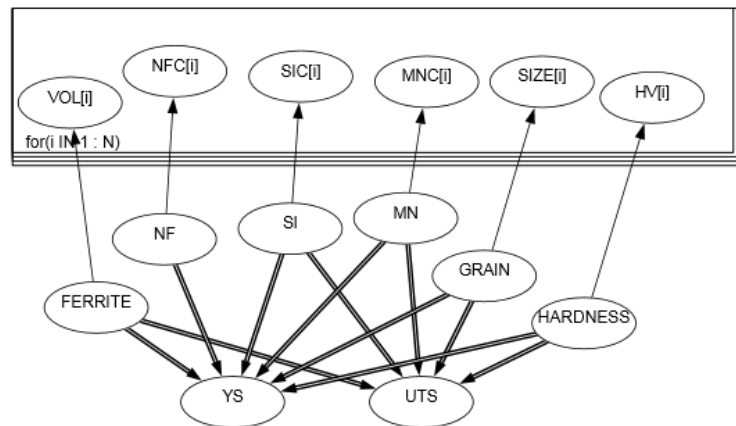 NFC[i]
SIC[i]
MNC[i]
SIZE[i]
VOL[i]
HV[i]
for(i IN 1 : N)
NF
SI
MN
GRAIN
FERRITE
HARDNESS
YS
UTS